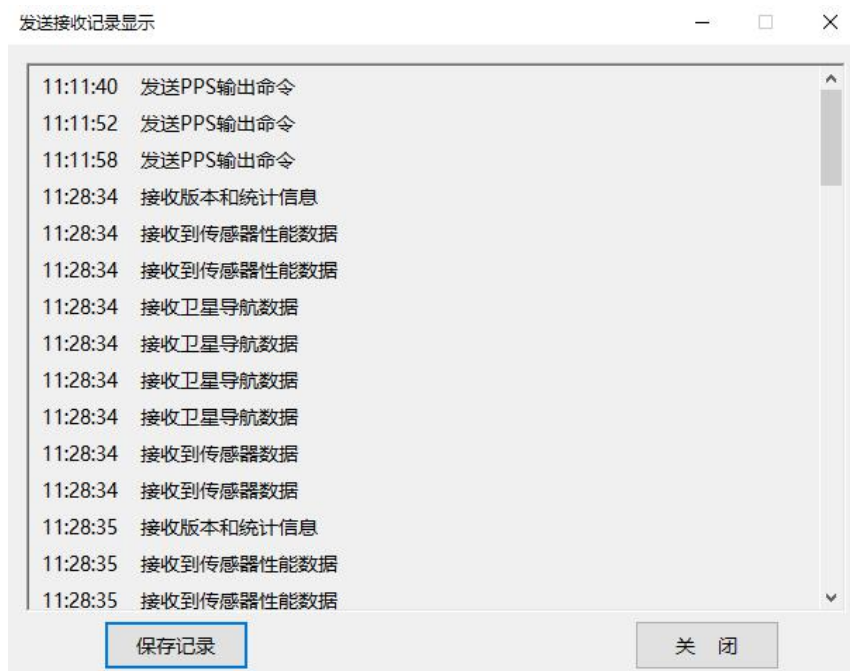 发送接收记录显示
11:11:40 发送PPS输出命令
11:11:52 发送PPS输出命令
11:11:58 发送PPS输出命令
11:28:34 接收版本和统计信息
11:28:34 接收到传感器性能数据
11:28:34 接收到传感器性能数据
11:28:34 接收卫星导航数据
11:28:34 接收卫星导航数据
11:28:34 接收卫星导航数据
11:28:34 接收卫星导航数据
11:28:34 接收到传感器数据
11:28:34 接收到传感器数据
11:28:35 接收版本和统计信息
11:28:35 接收到传感器性能数据
11:28:35 接收到传感器性能数据
保存记录 关 闭